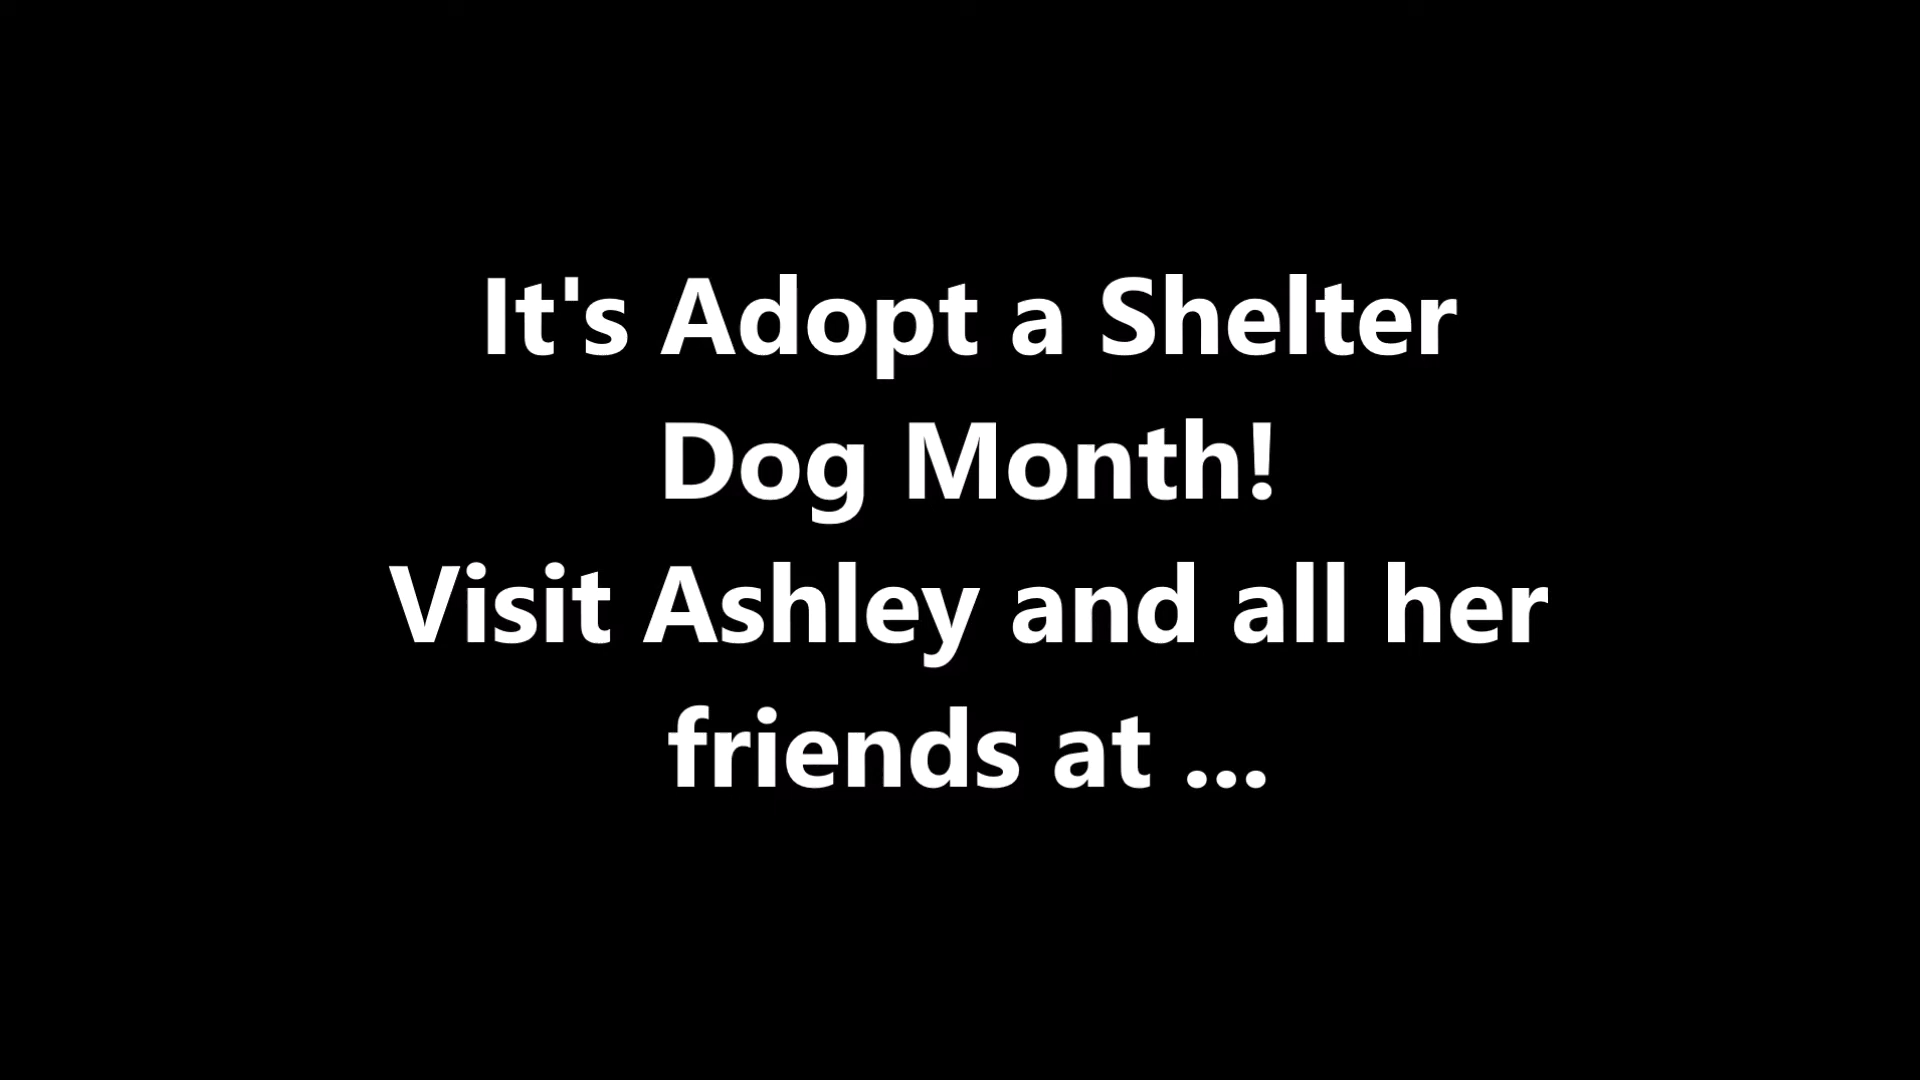 It's Adopt a Shelter
Dog Month!
Visit Ashley and all her
friends at ...